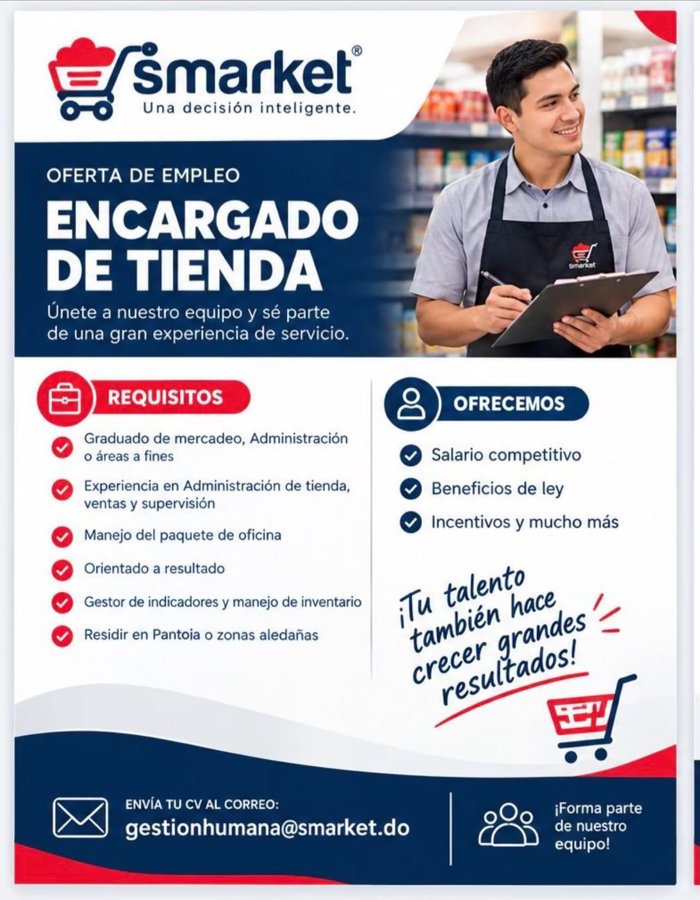 smarket®
Una decisión inteligente.
OFERTA DE EMPLEO
ENCARGADO
DE TIENDA
Únete a nuestro equipo y sé parte
de una gran experiencia de servicio.
Smarket
REQUISITOS
Graduado de mercadeo, Administración
o áreas a fines
Experiencia en Administración de tienda,
ventas y supervisión
Manejo del paquete de oficina
Orientado a resultado
Gestor de indicadores y manejo de inventario
Residir en Pantoja o zonas aledañas
OFRECEMOS
Salario competitivo
Beneficios de ley
Incentivos y mucho más
¡Tu talento
también hace
crecer grandes
resultados!
ENVÍA TU CV AL CORREO:
gestionhumana@smarket.do
¡Forma parte
de nuestro
equipo!